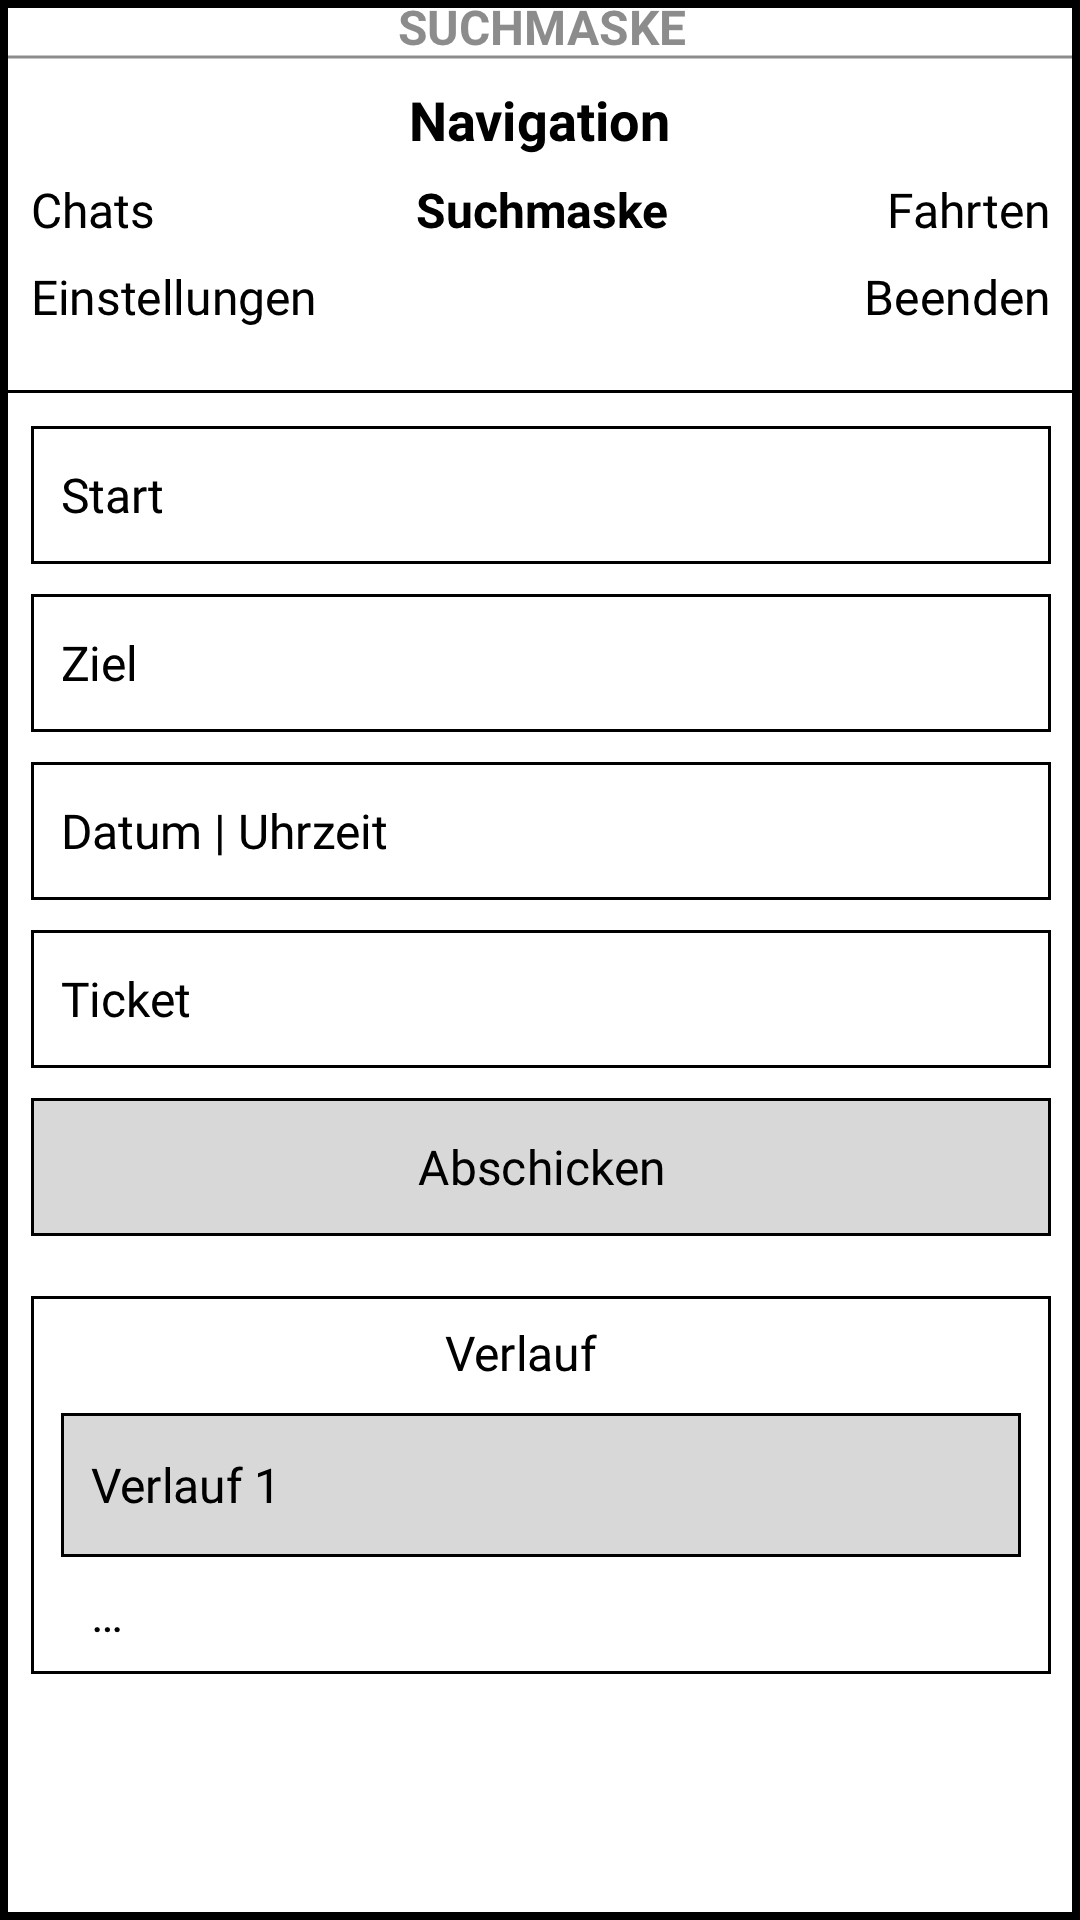 SUCHMASKE
Navigation
Chats Suchmaske Fahrten
Einstellungen Beenden
Start
Ziel
Datum | Uhrzeit
Ticket
Abschicken
Verlauf
Verlauf 1
...